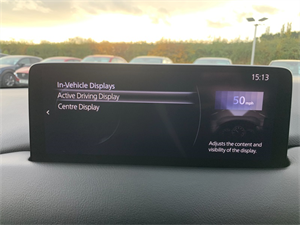 15:13
In-Vehicle Displays
Active Driving Display
Centre Display
50 mph
Adjusts the content and
visibility of the display.